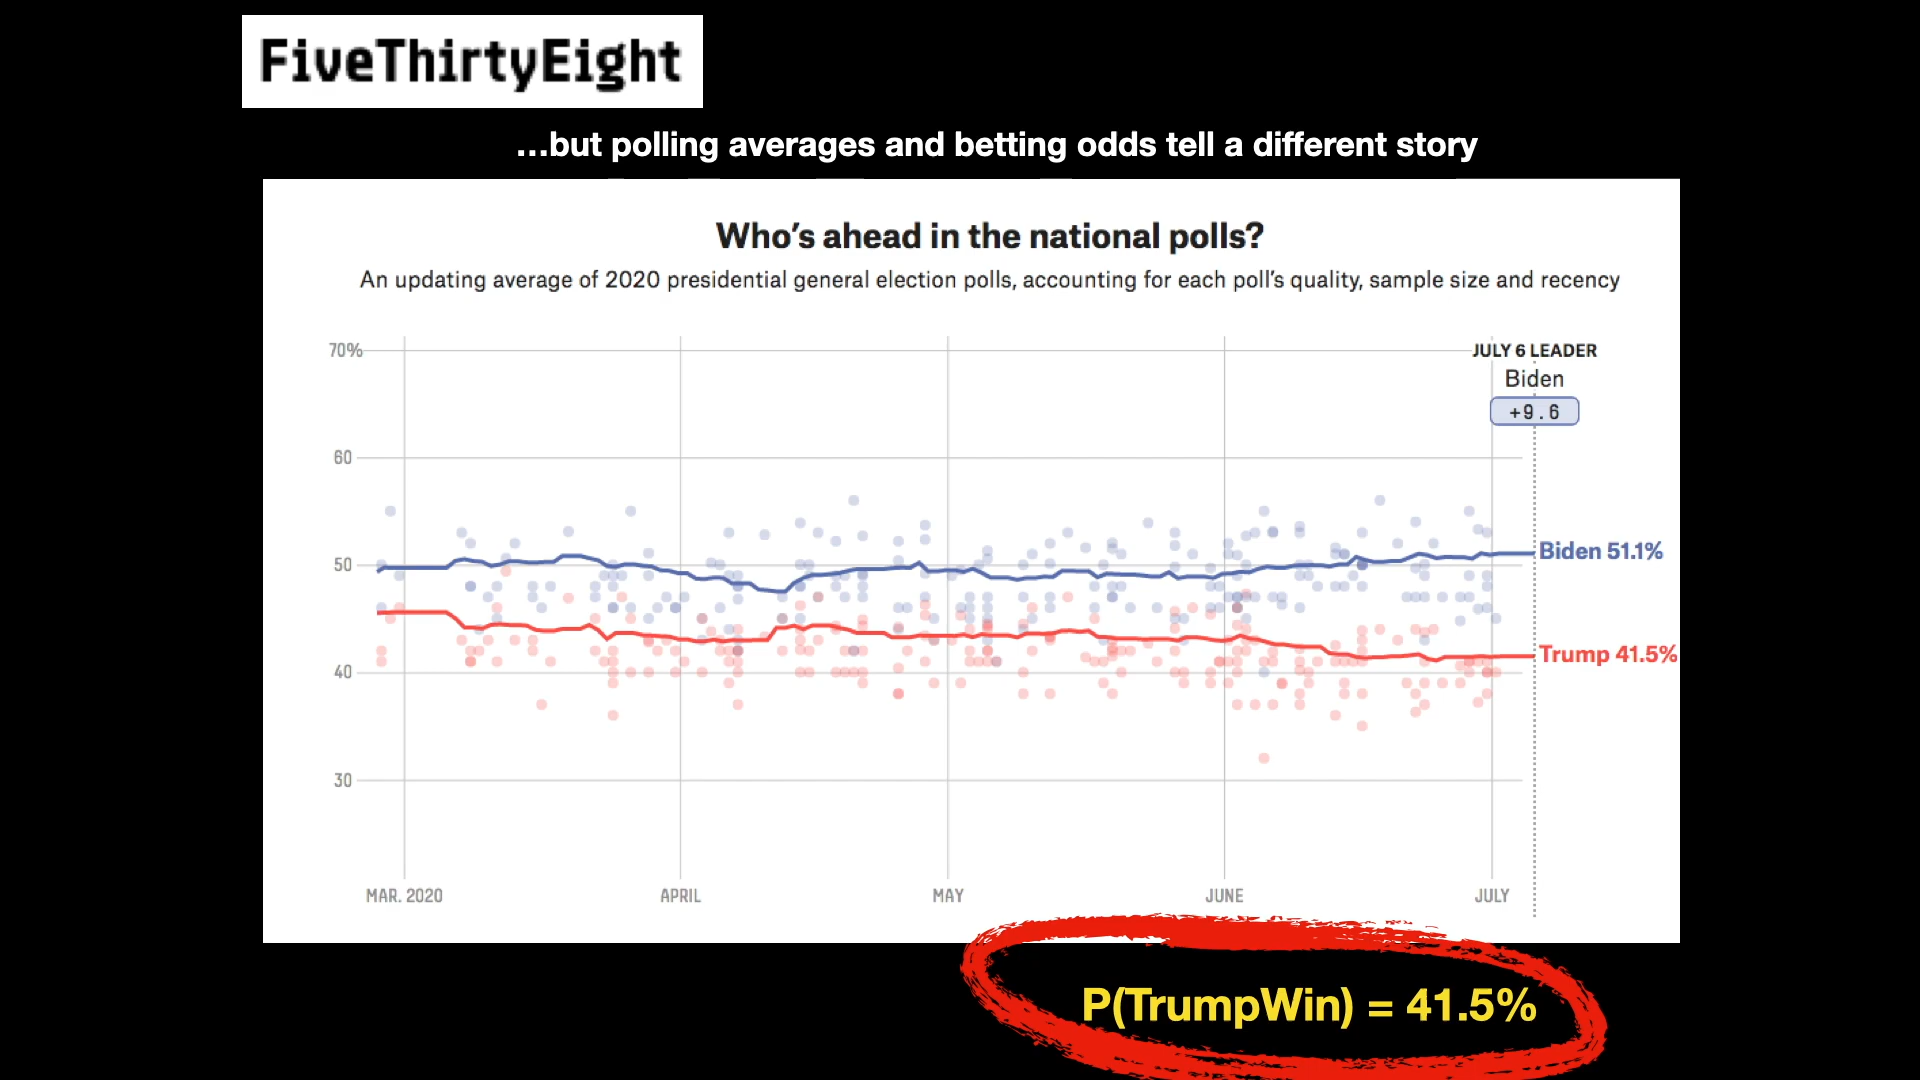 FiveThirtyEight
...but polling averages and betting odds tell a different story
Who's ahead in the national polls?
An updating average of 2020 presidential general election polls, accounting for each poll's quality, sample size and recency
70%
JULY 6 LEADER
Biden
+9.6
60
50
Biden 51.1%
Trump 41.5%
40
30
MAR. 2020 APRIL MAY JUNE JULY
P(TrumpWin) = 41.5%